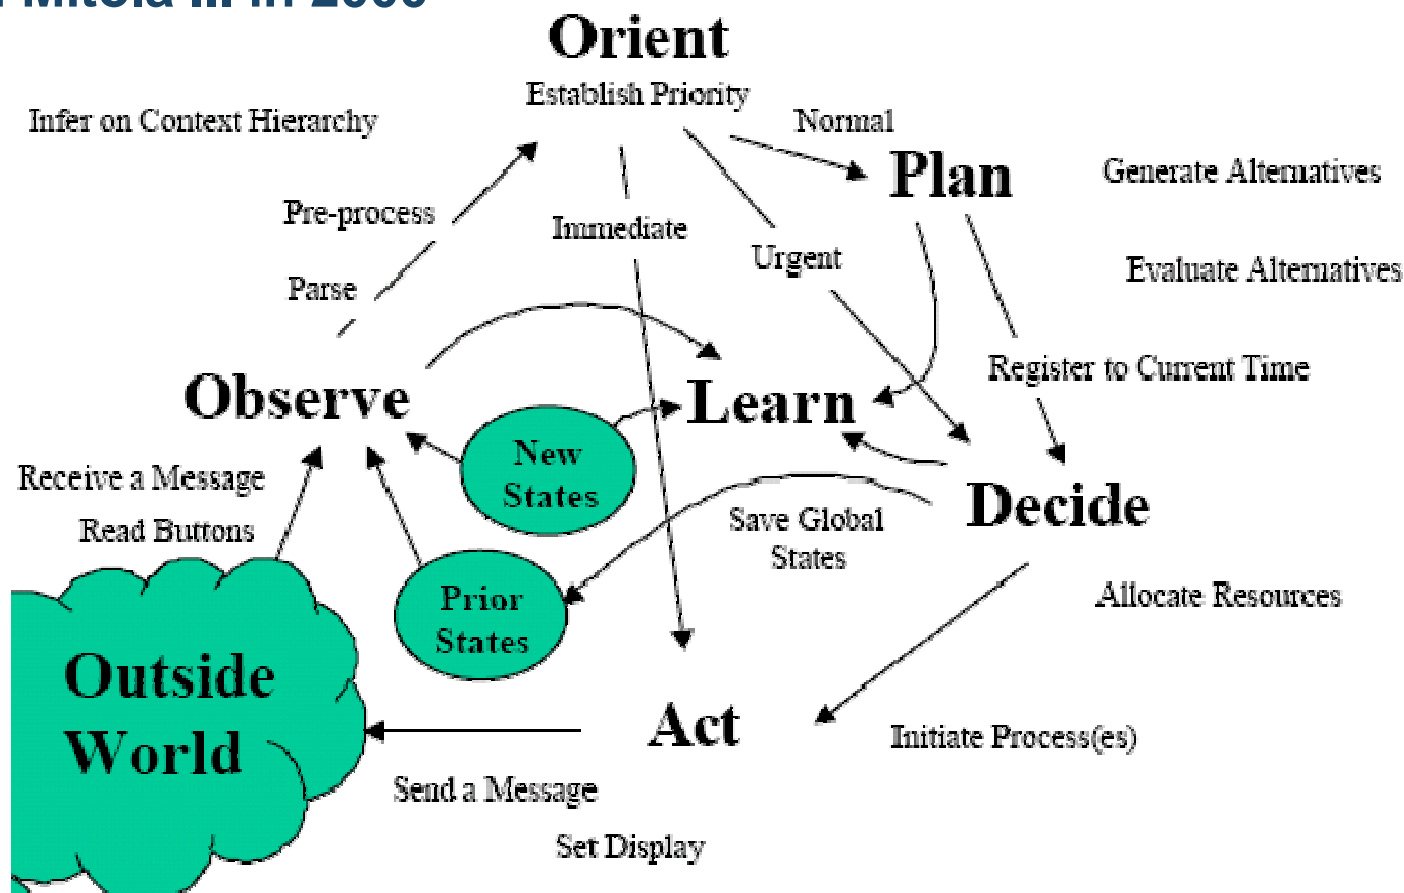 Orient
Establish Priority
Infer on Context Hierarchy
Normal
Plan
Generate Alternatives
Pre-process
Immediate
Urgent
Evaluate Alternatives
Parse
Register to Current Time
Observe
Learn
New
States
Receive a Message
Read Buttons
Decide
Save Global
States
Prior
States
Allocate Resources
Outside
World
Act
Initiate Process(es)
Send a Message
Set Display